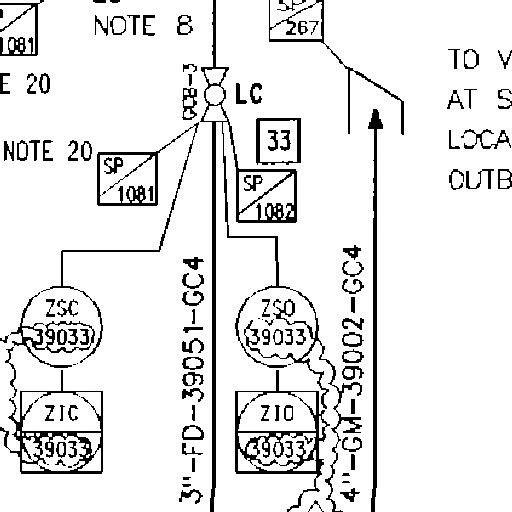 NOTE 8
SP
267
1081
E 20
GCB-3
LC
TO V
AT S
LOCA
OUTB
33
NOTE 20
SP
1081
SP
1082
3"-FD-39051-GC4
4"-GM-39002-GC4
ZSC
39033
ZSO
39033
ZIC
39033
ZIO
39033